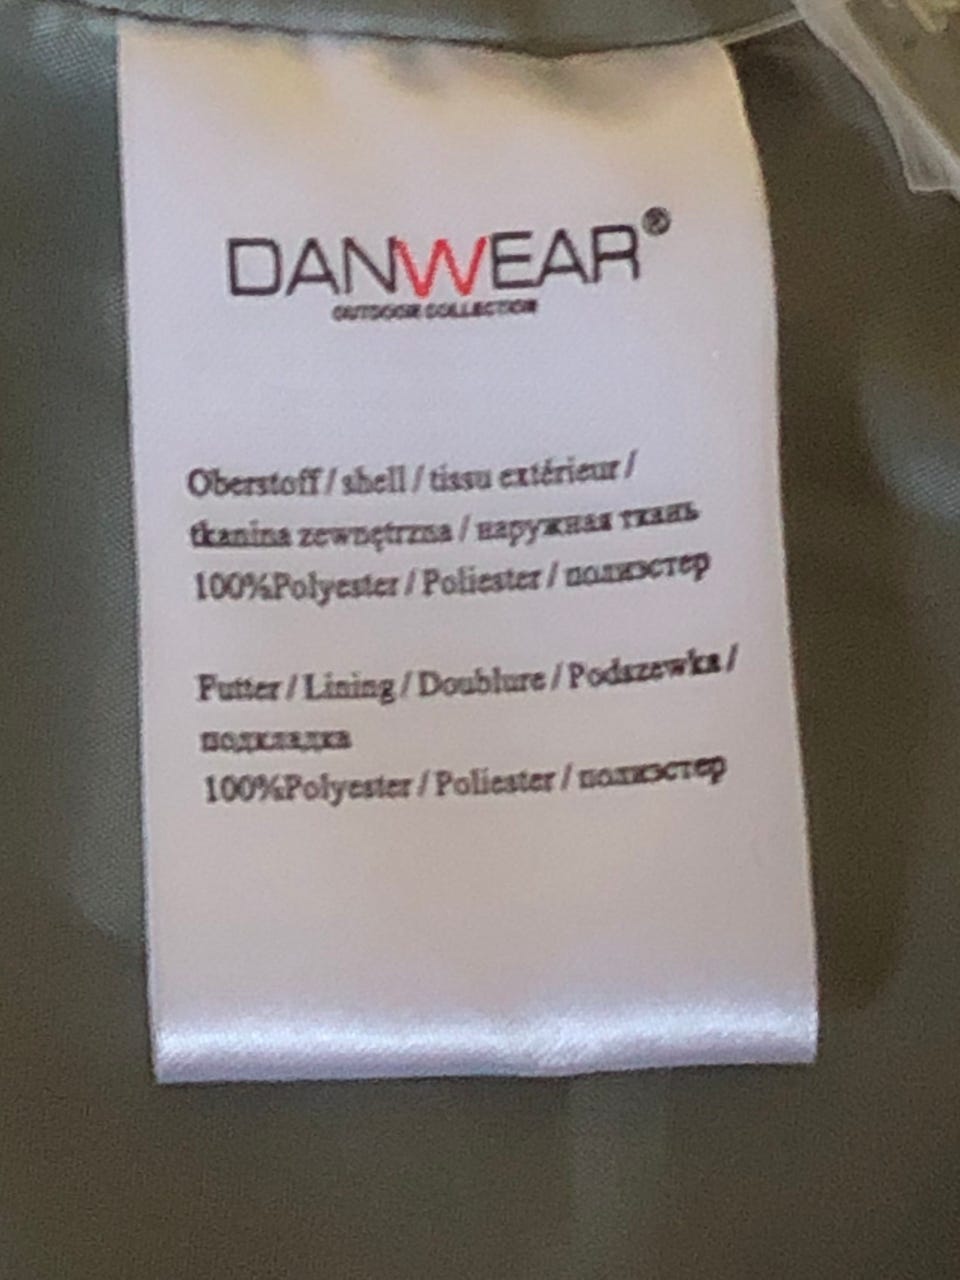 DANWEAR®
OUTDOOR COLLECTION
Oberstoff / shell / tissu extérieur /
tkanina zewnętrzna / наружная ткань
100%Polyester / Poliester / полиэстер
Futter / Lining / Doublure / Podszewka /
подкладка
100%Polyester / Poliester / полиэстер